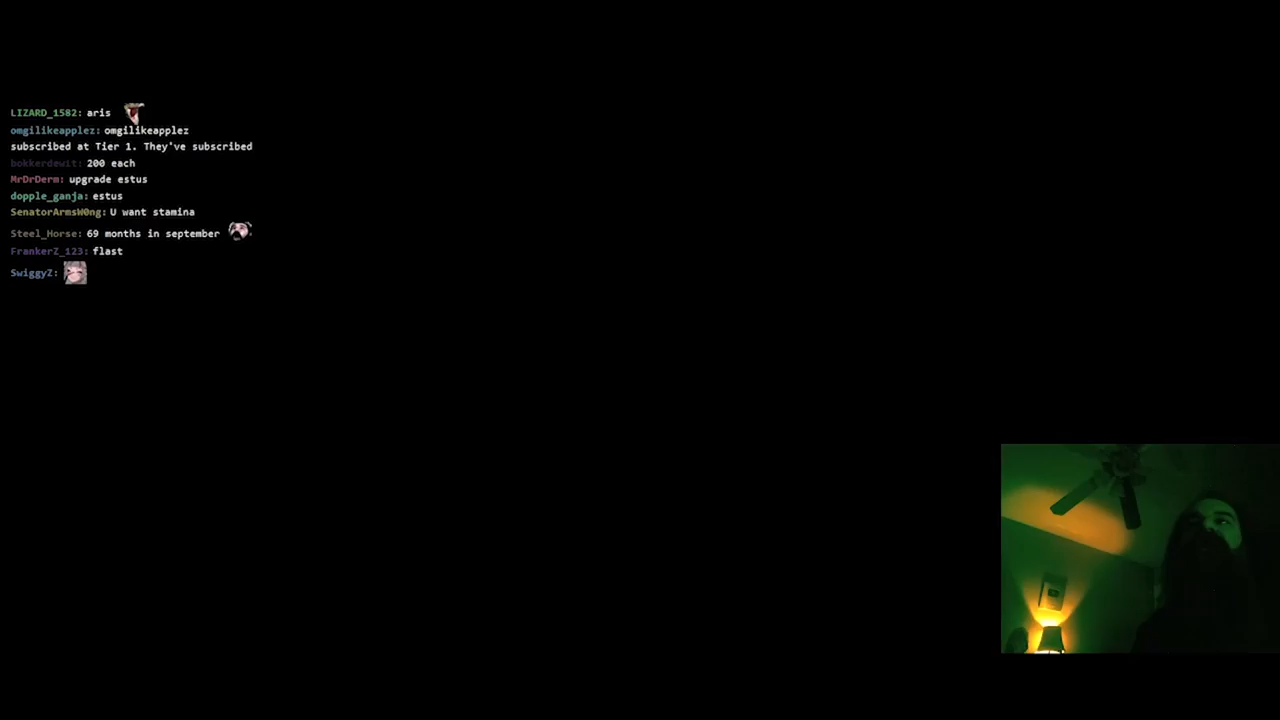 LIZARD_1582: aris
omgilikeapplez: omgilikeapplez
subscribed at Tier 1. They've subscribed
bokkerdewit: 200 each
MrDrDerm: upgrade estus
dopple_ganja: estus
SenatorArmsW0ng: U want stamina
Steel_Horse: 69 months in september
FrankerZ_123: flast
SwiggyZ: